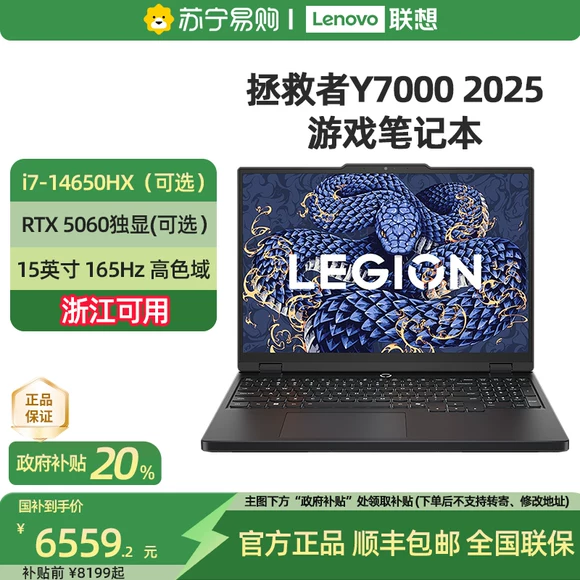 苏宁易购 Lenovo 联想
拯救者Y7000 2025
游戏笔记本
i7-14650HX（可选）
RTX 5060独显(可选）
15英寸 165Hz 高色域
浙江可用
LEGION
正品
保证
政府补贴20%
国补到手价
¥6559.2 元
补贴前 ¥8199起
主图下方“政府补贴”处领取补贴 (下单后不支持转寄、修改地址)
官方正品 顺丰包邮 全国联保